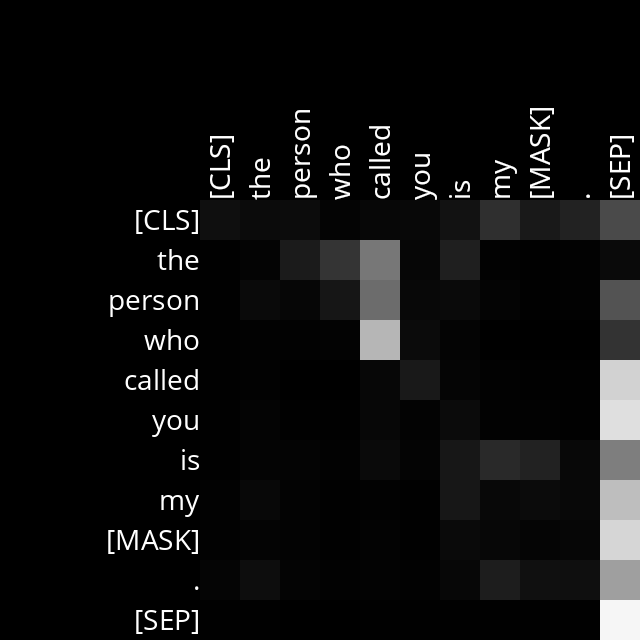 [CLS] the person who called you is my [MASK] . [SEP]
[CLS]
the
person
who
called
you
is
my
[MASK]
.
[SEP]